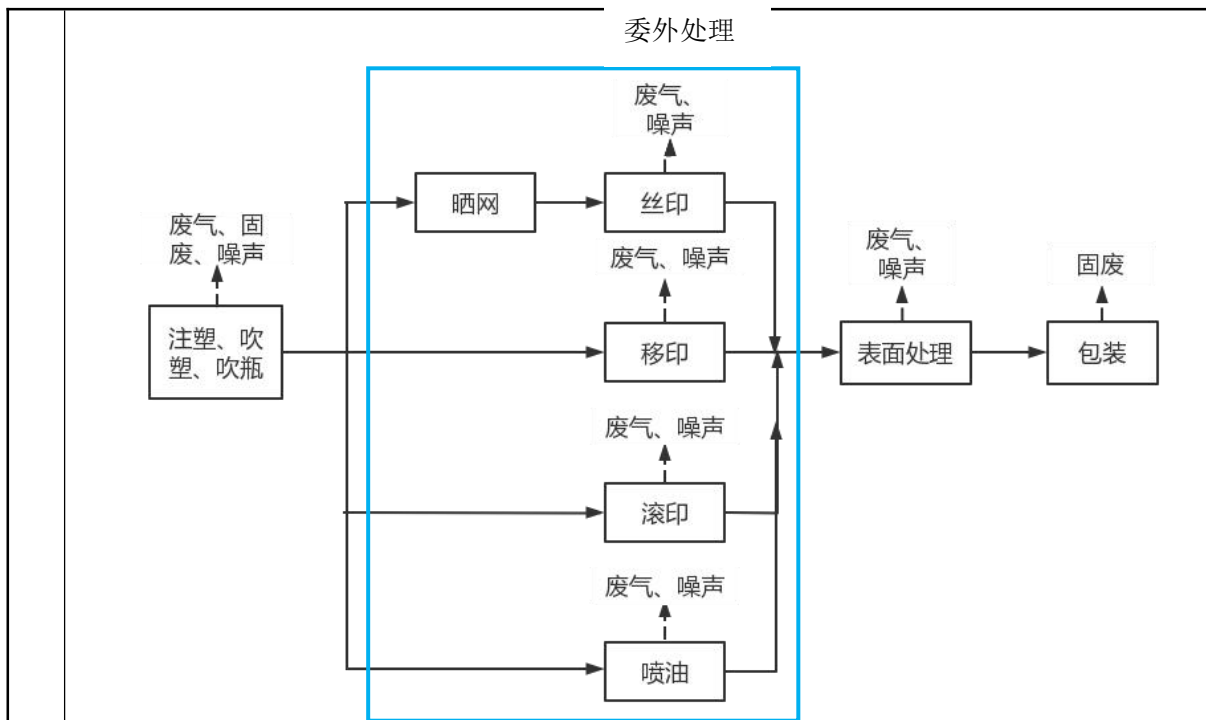 委外处理
废气、
噪声
晒网
丝印
废气、固
废、噪声
废气、噪声
废气、
噪声
固废
注塑、吹
塑、吹瓶
移印
表面处理
包装
废气、噪声
滚印
废气、噪声
喷油